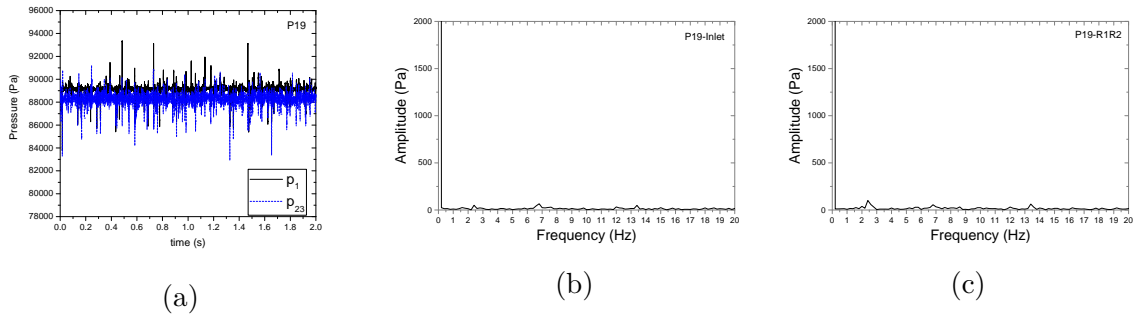 P19
96000
94000
92000
90000
88000
86000
84000
82000
80000
78000
Pressure (Pa)
0.0 0.2 0.4 0.6 0.8 1.0 1.2 1.4 1.6 1.8 2.0
time (s)
p1
p23
(a)
P19-Inlet
2000
1500
1000
500
0
Amplitude (Pa)
0 1 2 3 4 5 6 7 8 9 10 11 12 13 14 15 16 17 18 19 20
Frequency (Hz)
(b)
P19-R1R2
2000
1500
1000
500
0
Amplitude (Pa)
0 1 2 3 4 5 6 7 8 9 10 11 12 13 14 15 16 17 18 19 20
Frequency (Hz)
(c)